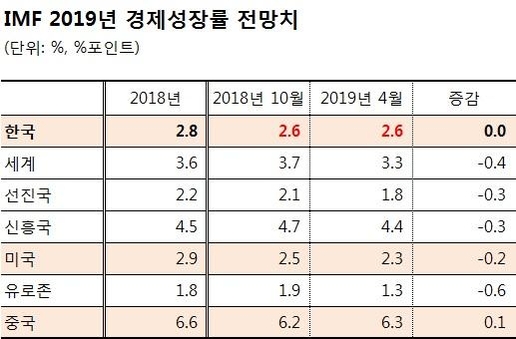 IMF 2019년 경제성장률 전망치
(단위: %, %포인트)
2018년 2018년 10월 2019년 4월 증감
한국 2.8 2.6 2.6 0.0
세계 3.6 3.7 3.3 -0.4
선진국 2.2 2.1 1.8 -0.3
신흥국 4.5 4.7 4.4 -0.3
미국 2.9 2.5 2.3 -0.2
유로존 1.8 1.9 1.3 -0.6
중국 6.6 6.2 6.3 0.1